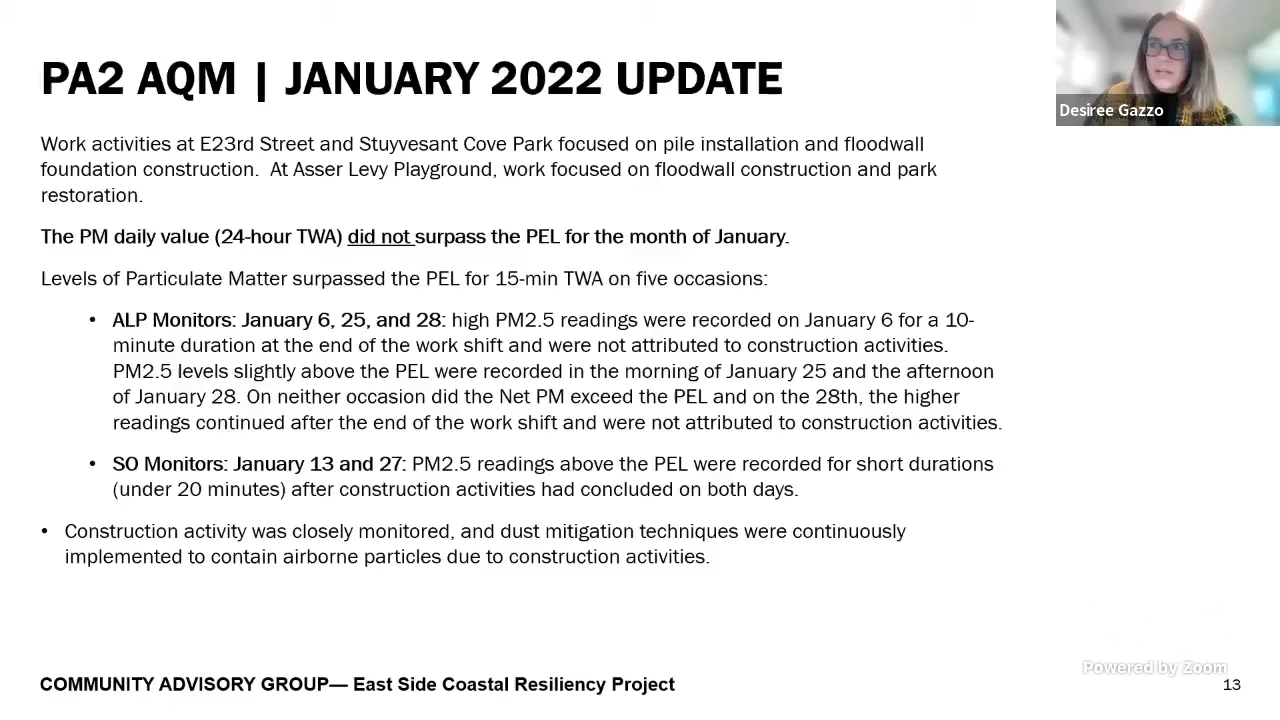 PA2 AQM | JANUARY 2022 UPDATE
Desiree Gazzo
Work activities at E23rd Street and Stuyvesant Cove Park focused on pile installation and floodwall
foundation construction.  At Asser Levy Playground, work focused on floodwall construction and park
restoration.
The PM daily value (24-hour TWA) did not surpass the PEL for the month of January.
Levels of Particulate Matter surpassed the PEL for 15-min TWA on five occasions:
• ALP Monitors: January 6, 25, and 28: high PM2.5 readings were recorded on January 6 for a 10-
minute duration at the end of the work shift and were not attributed to construction activities.
PM2.5 levels slightly above the PEL were recorded in the morning of January 25 and the afternoon
of January 28. On neither occasion did the Net PM exceed the PEL and on the 28th, the higher
readings continued after the end of the work shift and were not attributed to construction activities.
• SO Monitors: January 13 and 27: PM2.5 readings above the PEL were recorded for short durations
(under 20 minutes) after construction activities had concluded on both days.
• Construction activity was closely monitored, and dust mitigation techniques were continuously
implemented to contain airborne particles due to construction activities.
Powered by Zoom
COMMUNITY ADVISORY GROUP— East Side Coastal Resiliency Project
13